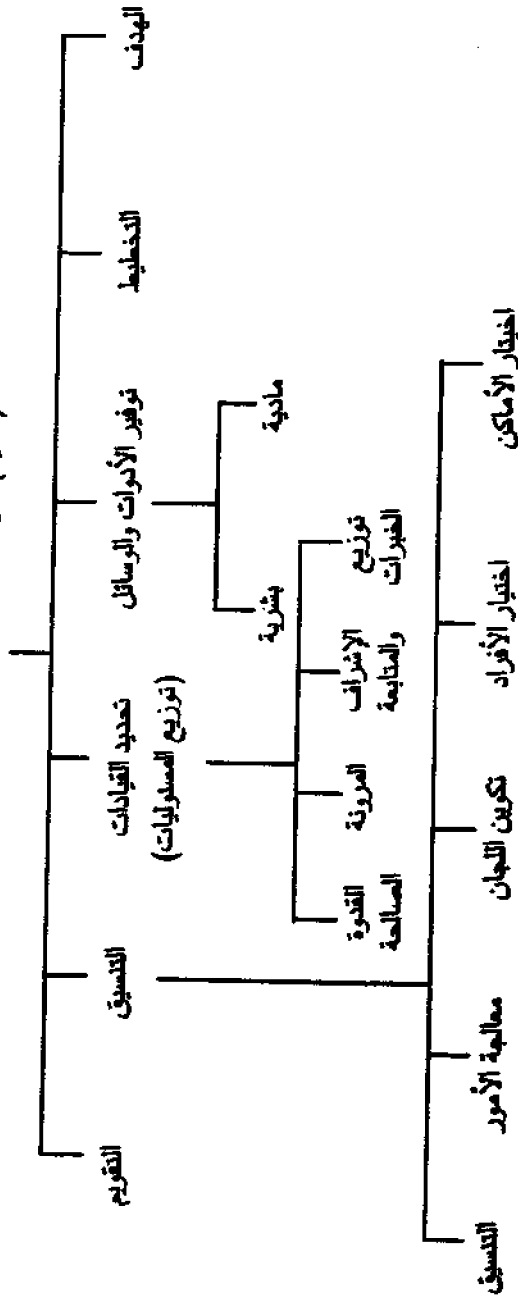 الهدف
التخطيط
توفير الأدوات والوسائل
تحديد القيادات
(توزيع المسئوليات)
التنسيق
التقويم
مادية
بشرية
توزيع
الخبرات
الإشراف
والمتابعة
المرونة
القدوة
الصالحة
اختيار الأماكن
اختيار الأفراد
تكوين اللجان
معالجة الأمور
التنسيق